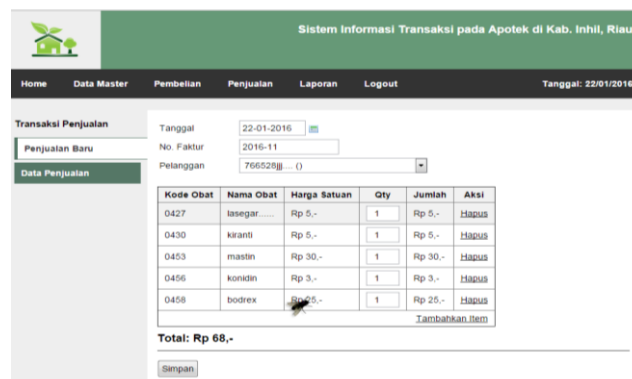 Sistem Informasi Transaksi pada Apotek di Kab. Inhil, Riau
Home Data Master Pembelian Penjualan Laporan Logout Tanggal: 22/01/2016
Transaksi Penjualan
Penjualan Baru
Data Penjualan
Tanggal 22-01-2016
No. Faktur 2016-11
Pelanggan 766528jjj.... ()
Kode Obat Nama Obat Harga Satuan Qty Jumlah Aksi
0427 lasegar...... Rp 5,- 1 Rp 5,- Hapus
0430 kiranti Rp 5,- 1 Rp 5,- Hapus
0453 mastin Rp 30,- 1 Rp 30,- Hapus
0456 konidin Rp 3,- 1 Rp 3,- Hapus
0458 bodrex Rp 25,- 1 Rp 25,- Hapus
Tambahkan Item
Total: Rp 68,-
Simpan